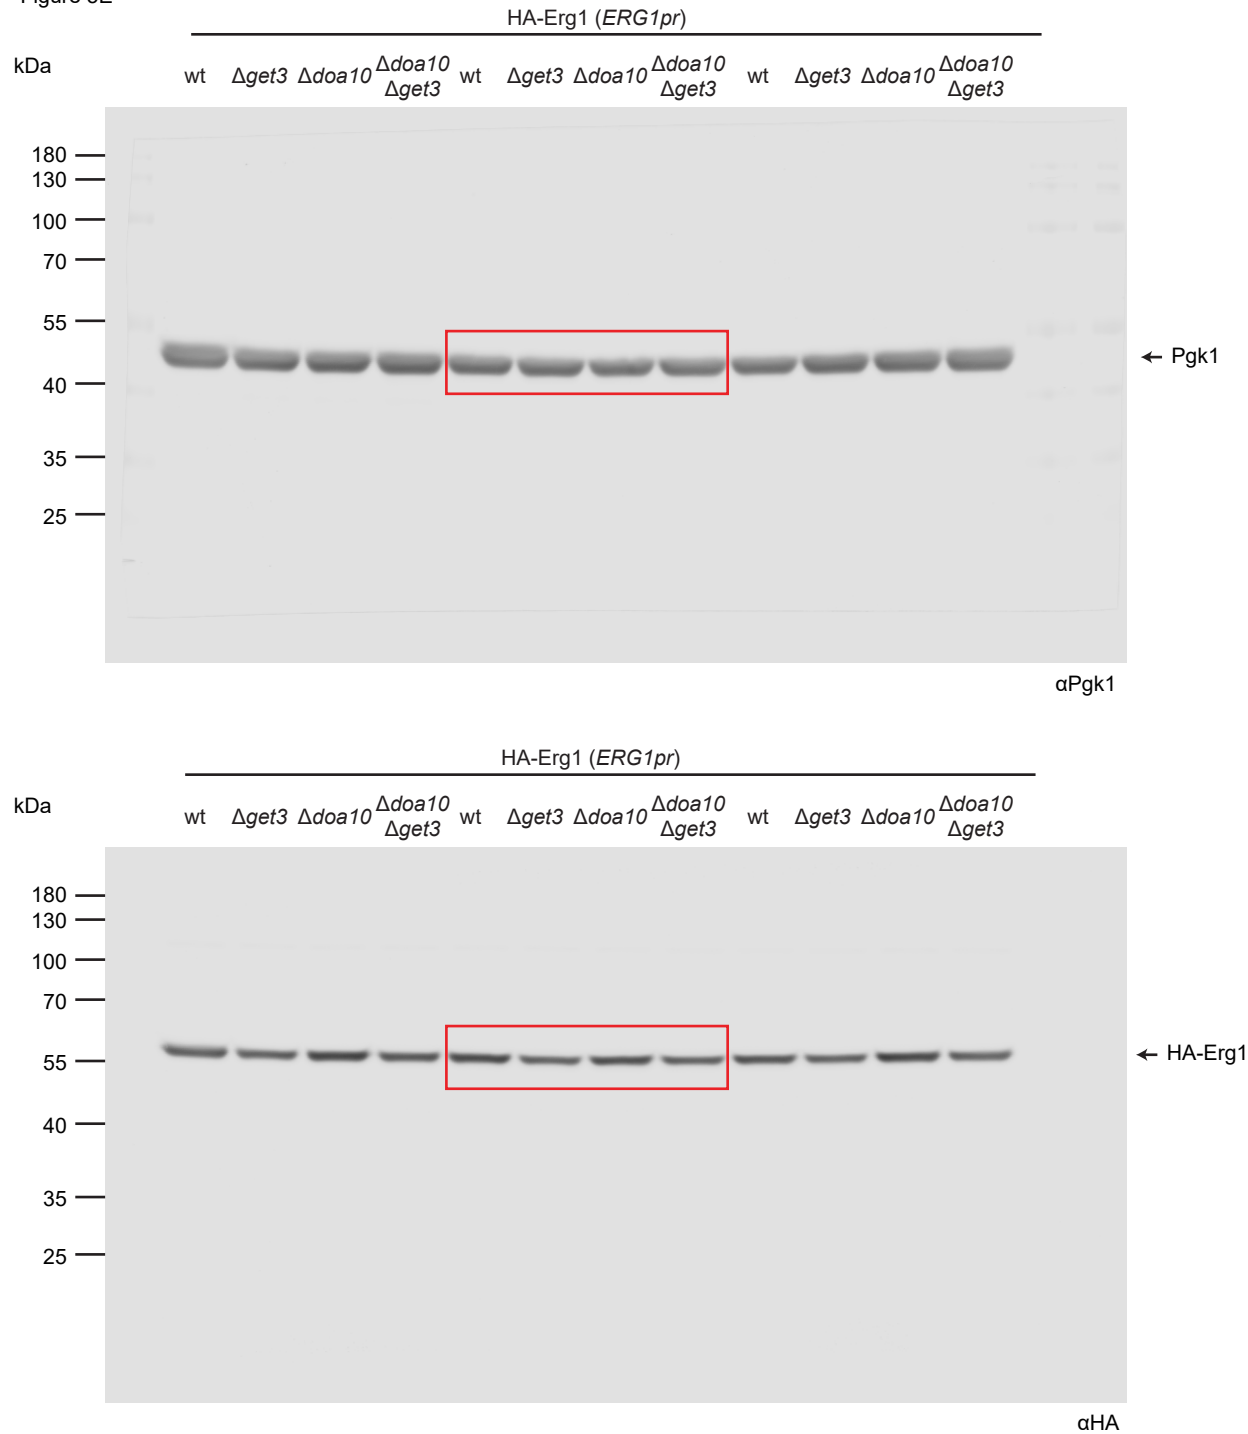 HA-Erg1 (ERG1pr)
kDa
wt Δget3 Δdoa10 Δdoa10 Δget3 wt Δget3 Δdoa10 Δdoa10 Δget3 wt Δget3 Δdoa10 Δdoa10 Δget3
180
130
100
70
55
40
35
25
← Pgk1
αPgk1
HA-Erg1 (ERG1pr)
kDa
wt Δget3 Δdoa10 Δdoa10 Δget3 wt Δget3 Δdoa10 Δdoa10 Δget3 wt Δget3 Δdoa10 Δdoa10 Δget3
180
130
100
70
55
40
35
25
← HA-Erg1
αHA